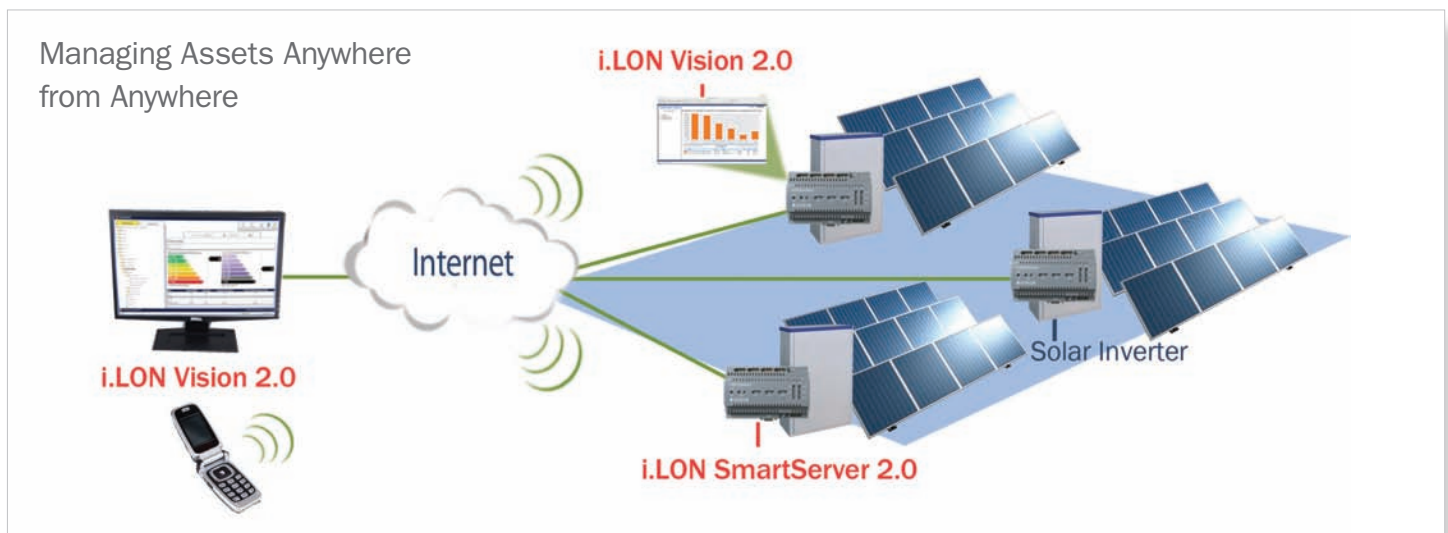 Managing Assets Anywhere
from Anywhere
i.LON Vision 2.0
Internet
i.LON Vision 2.0
Solar Inverter
i.LON SmartServer 2.0